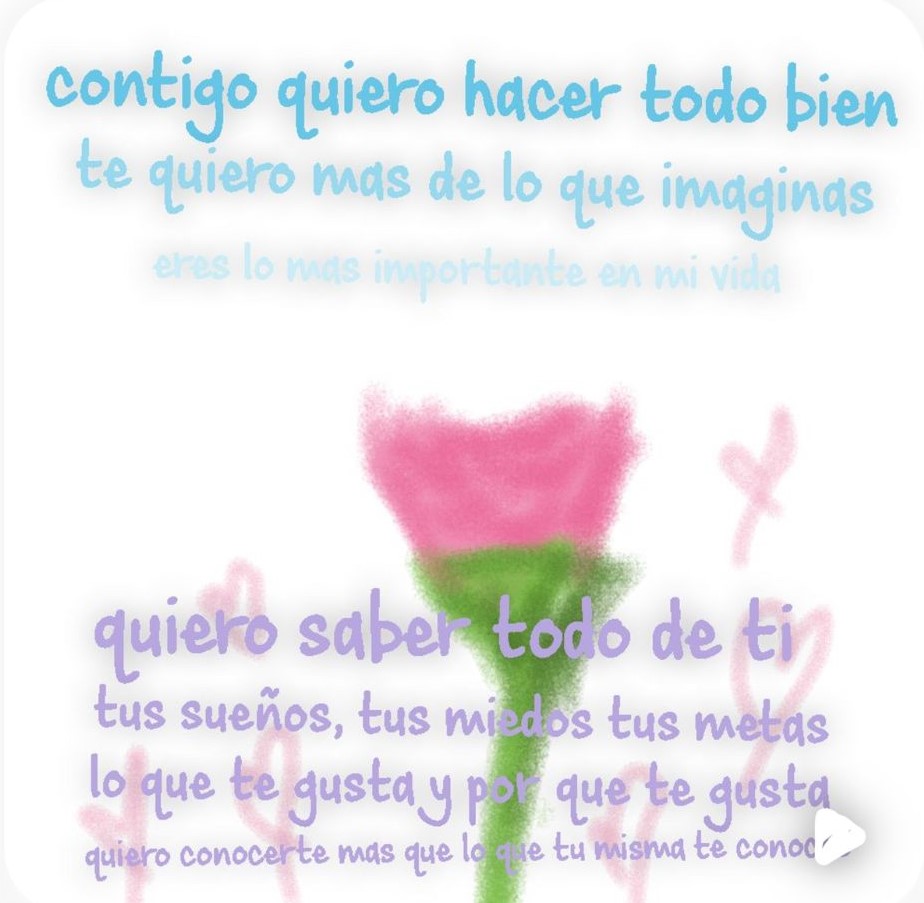 contigo quiero hacer todo bien
te quiero mas de lo que imaginas
eres lo mas importante en mi vida
quiero saber todo de ti
tus sueños, tus miedos tus metas
lo que te gusta y por que te gusta
quiero conocerte mas que lo que tu misma te